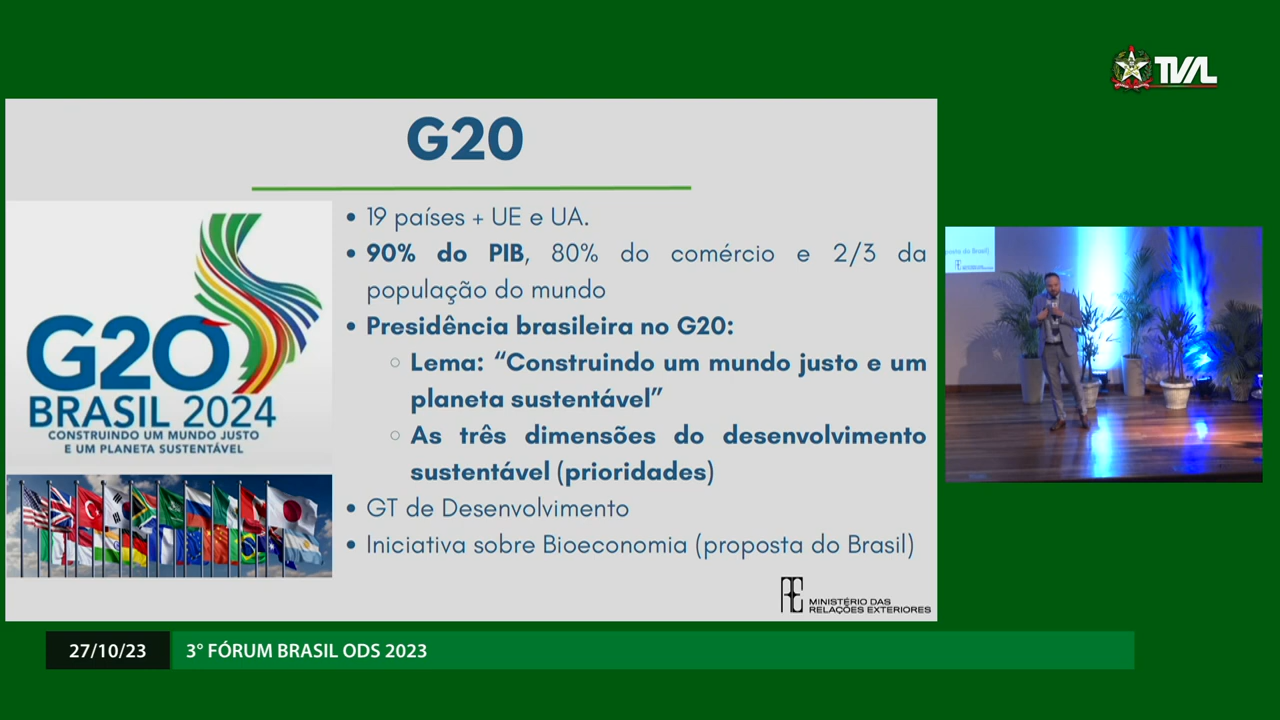 TVAL
G20
19 países + UE e UA.
90% do PIB, 80% do comércio e 2/3 da
população do mundo
Presidência brasileira no G20:
Lema: “Construindo um mundo justo e um
planeta sustentável”
As três dimensões do desenvolvimento
sustentável (prioridades)
GT de Desenvolvimento
Iniciativa sobre Bioeconomia (proposta do Brasil)
G20
BRASIL 2024
CONSTRUINDO UM MUNDO JUSTO
E UM PLANETA SUSTENTÁVEL
MINISTÉRIO DAS
RELAÇÕES EXTERIORES
do Brasil)
27/10/23
3° FÓRUM BRASIL ODS 2023